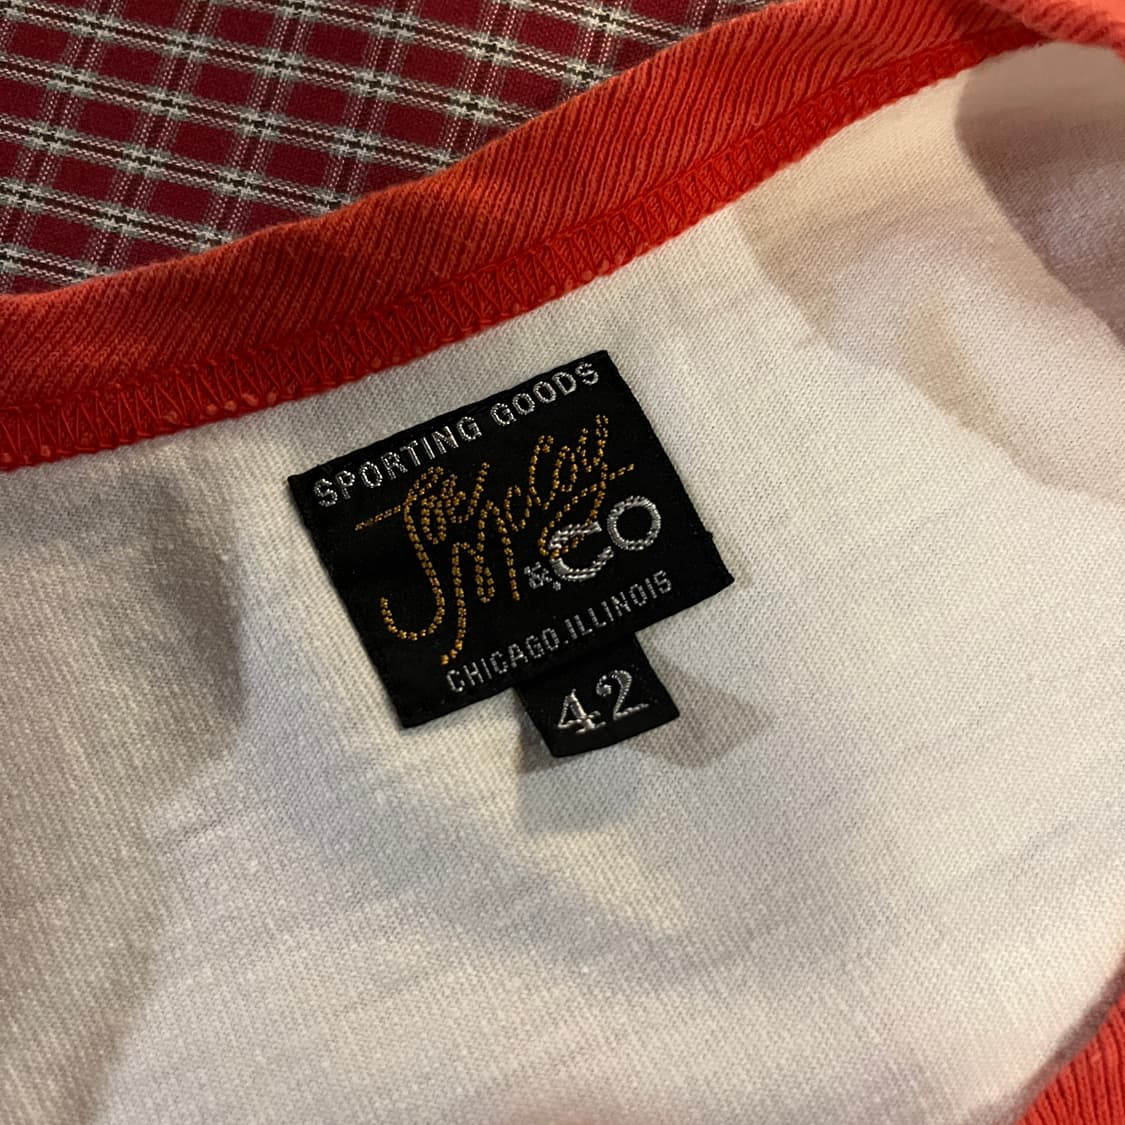 SPORTING GOODS
Joe McCoy
&CO
CHICAGO.ILLINOIS
42